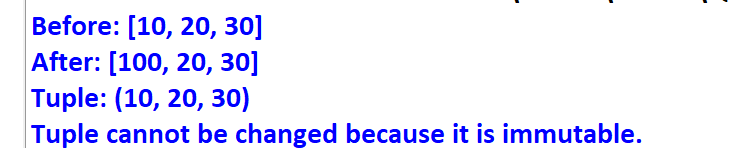 Before: [10, 20, 30]
After: [100, 20, 30]
Tuple: (10, 20, 30)
Tuple cannot be changed because it is immutable.